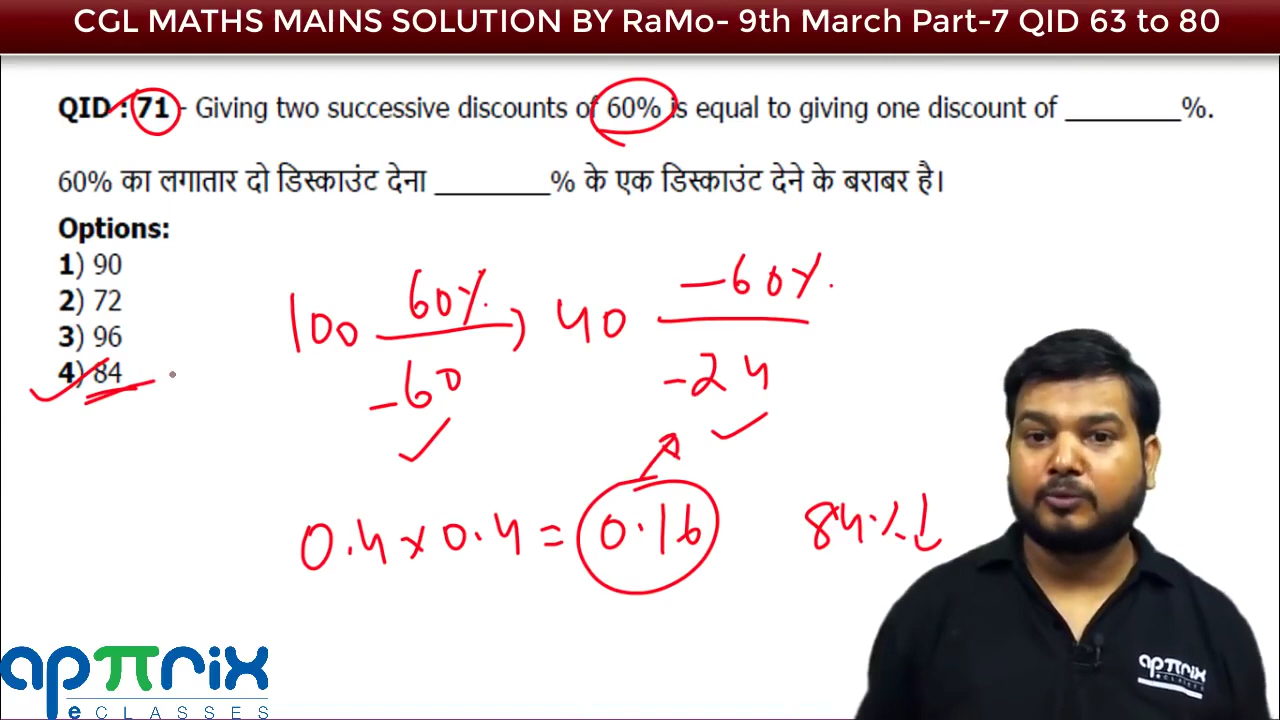 CGL MATHS MAINS SOLUTION BY RaMo- 9th March Part-7 QID 63 to 80
QID : 71 - Giving two successive discounts of 60% is equal to giving one discount of ________%.
60% का लगातार दो डिस्काउंट देना ________% के एक डिस्काउंट देने के बराबर है।
Options:
1) 90
2) 72
3) 96
4) 84
100 60% 40 -60%
-60 -24
0.4 × 0.4 = 0.16 84%↓
apπrix
e CLASSES
apπrix
e CLASSES